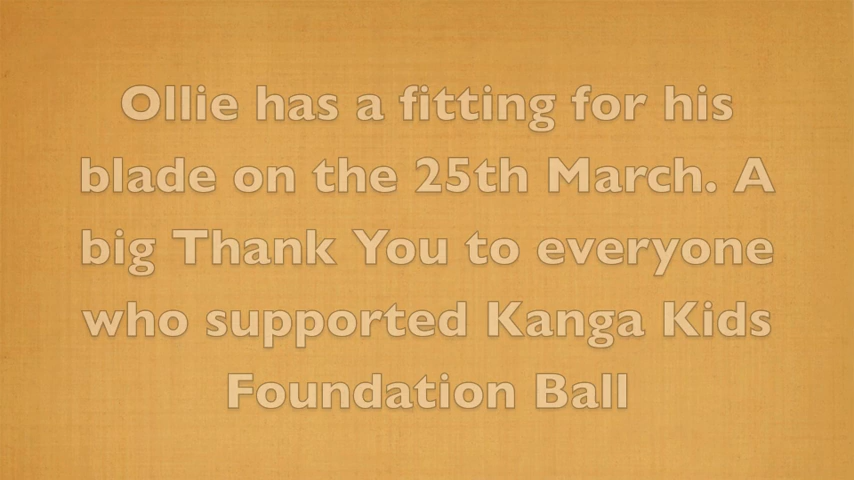 Ollie has a fitting for his
blade on the 25th March. A
big Thank You to everyone
who supported Kanga Kids
Foundation Ball